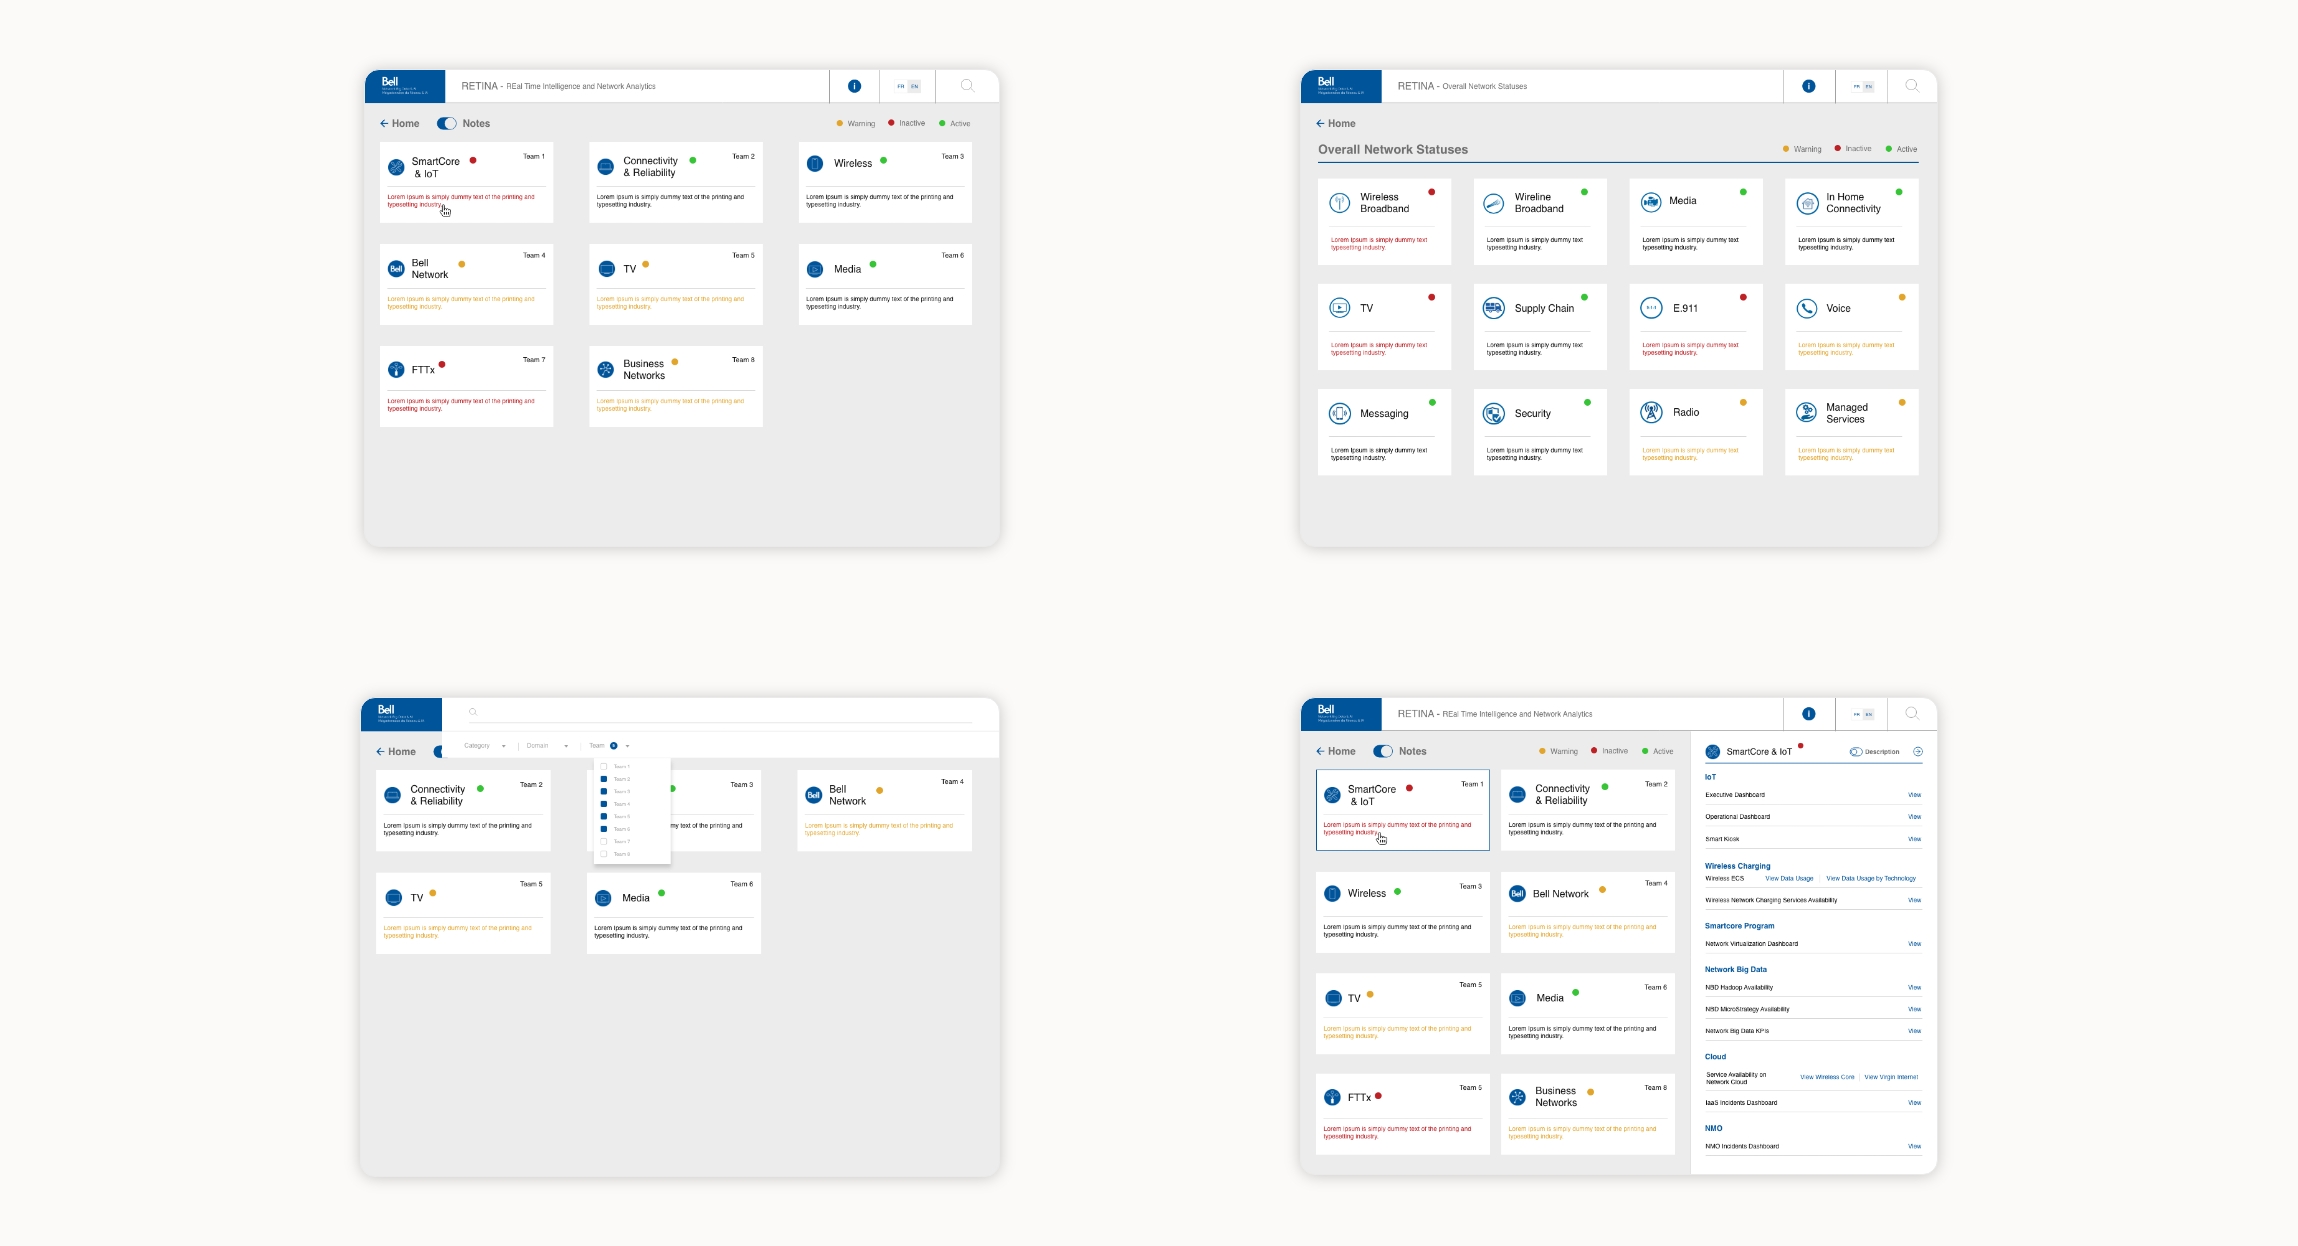 Bell
RETINA - REal Time Intelligence and Network Analytics
i
FR EN
Home
Notes
Warning
Inactive
Active
SmartCore
& IoT
Team 1
Lorem Ipsum is simply dummy text of the printing and
typesetting industry.
Connectivity
& Reliability
Team 2
Lorem Ipsum is simply dummy text of the printing and
typesetting industry.
Wireless
Team 3
Lorem Ipsum is simply dummy text of the printing and
typesetting industry.
Bell
Bell
Network
Team 4
Lorem Ipsum is simply dummy text of the printing and
typesetting industry.
TV
Team 5
Lorem Ipsum is simply dummy text of the printing and
typesetting industry.
Media
Team 6
Lorem Ipsum is simply dummy text of the printing and
typesetting industry.
FTTx
Team 7
Lorem Ipsum is simply dummy text of the printing and
typesetting industry.
Business
Networks
Team 8
Lorem Ipsum is simply dummy text of the printing and
typesetting industry.
Bell
RETINA - Overall Network Statuses
i
FR EN
Home
Overall Network Statuses
Warning
Inactive
Active
Wireless
Broadband
Lorem Ipsum is simply dummy text
typesetting industry
Wireline
Broadband
Lorem Ipsum is simply dummy text
typesetting industry.
Media
Lorem Ipsum is simply dummy text
typesetting industry.
In Home
Connectivity
Lorem Ipsum is simply dummy text
typesetting industry.
TV
Lorem Ipsum is simply dummy text
typesetting industry.
Supply Chain
Lorem Ipsum is simply dummy text
typesetting industry.
E.911
Lorem Ipsum is simply dummy text
typesetting industry.
Voice
Lorem Ipsum is simply dummy text
typesetting industry.
Messaging
Lorem Ipsum is simply dummy text
typesetting industry.
Security
Lorem Ipsum is simply dummy text
typesetting industry.
Radio
Lorem Ipsum is simply dummy text
typesetting industry.
Managed
Services
Lorem Ipsum is simply dummy text
typesetting industry.
Bell
Home
Category
Domain
Team
Team 1
Team 2
Team 3
Team 4
Team 5
Team 6
Team 7
Team 8
Connectivity
& Reliability
Team 2
Lorem Ipsum is simply dummy text of the printing and
typesetting industry.
Team 3
my text of the printing and
Bell
Bell
Network
Team 4
Lorem Ipsum is simply dummy text of the printing and
typesetting industry.
TV
Team 5
Lorem Ipsum is simply dummy text of the printing and
typesetting industry
Media
Team 6
Lorem Ipsum is simply dummy text of the printing and
typesetting industry.
Bell
RETINA - REal Time Intelligence and Network Analytics
i
FR EN
Home
Notes
Warning
Inactive
Active
SmartCore
& IoT
Team 1
Lorem Ipsum is simply dummy text of the printing and
typesetting industry.
Connectivity
& Reliability
Team 2
Lorem Ipsum is simply dummy text of the printing and
typesetting industry.
Wireless
Team 3
Lorem Ipsum is simply dummy text of the printing and
typesetting industry.
Bell
Bell Network
Team 4
Lorem Ipsum is simply dummy text of the printing and
typesetting industry.
TV
Team 5
Lorem Ipsum is simply dummy text of the printing and
typesetting industry.
Media
Team 6
Lorem Ipsum is simply dummy text of the printing and
typesetting industry.
FTTx
Team 5
Lorem Ipsum is simply dummy text of the printing and
typesetting industry.
Business
Networks
Team 8
Lorem Ipsum is simply dummy text of the printing and
typesetting industry.
SmartCore & IoT
Description
IoT
Executive Dashboard View
Operational Dashboard View
Smart Kiosk View
Wireless Charging
Wireless ECS View Data Usage View Data Usage by Technology
Wireless Network Charging Services Availability View
Smartcore Program
Network Virtualization Dashboard View
Network Big Data
NBD Hadoop Availability View
NBD MicroStrategy Availability View
Network Big Data KPIs View
Cloud
Service Availability on
Network Cloud
View Wireless Core View Virgin Internet
IaaS Incidents Dashboard View
NMO
NMO Incidents Dashboard View